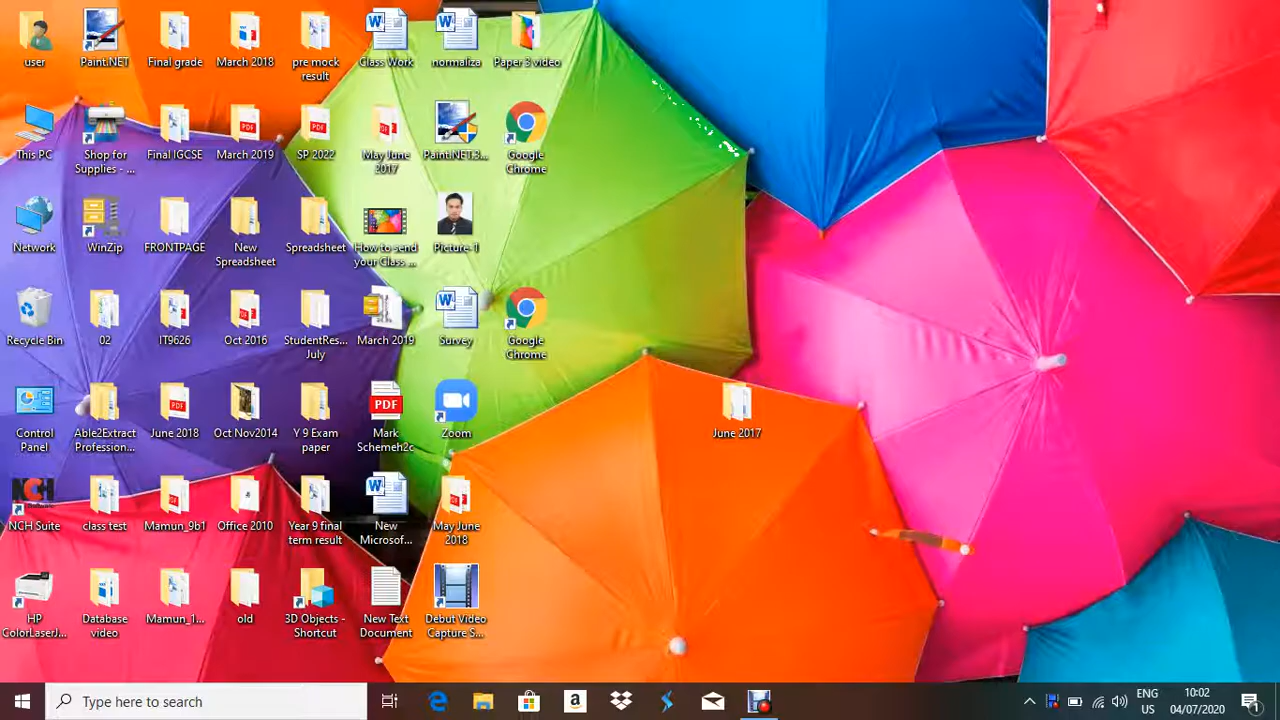 user
Paint.NET
Final grade
March 2018
pre mock
result
Class Work
normaliza
Paper 3 video
This PC
Shop for
Supplies - ...
Final IGCSE
March 2019
SP 2022
May June
2017
Paint.NET.3...
Google
Chrome
Network
WinZip
FRONTPAGE
New
Spreadsheet
Spreadsheet
How to send
your Class ...
Picture-1
Recycle Bin
02
IT9626
Oct 2016
StudentRes...
July
March 2019
Survey
Google
Chrome
Control
Panel
Able2Extract
Profession...
June 2018
Oct Nov2014
Y 9 Exam
paper
PDF
Mark
Schemeh2c
Zoom
June 2017
NCH
NCH Suite
class test
Mamun_9b1
Office 2010
Year 9 final
term result
New
Microsof...
May June
2018
HP
ColorLaserJ...
Database
video
Mamun_1...
old
3D Objects -
Shortcut
New Text
Document
Debut Video
Capture S...
Type here to search
ENG
US
10:02
04/07/2020